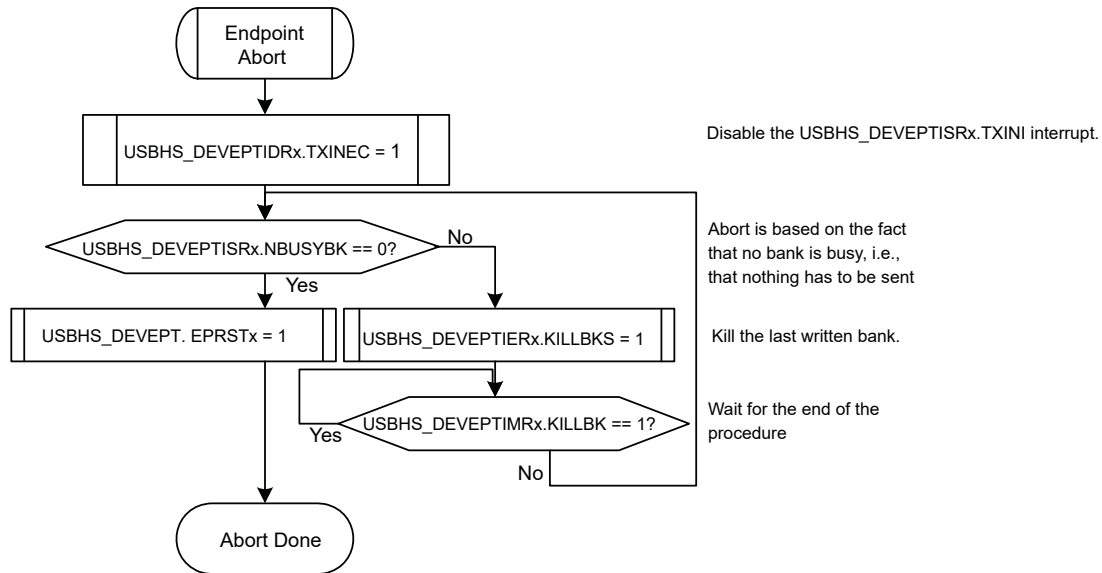 Endpoint
Abort
USBHS_DEVEPTIDRx.TXINEC = 1
Disable the USBHS_DEVEPTISRx.TXINI interrupt.
USBHS_DEVEPTISRx.NBUSYBK == 0?
No
Yes
Abort is based on the fact
that no bank is busy, i.e.,
that nothing has to be sent
USBHS_DEVEPT. EPRSTx = 1
USBHS_DEVEPTIERx.KILLBKS = 1
Kill the last written bank.
USBHS_DEVEPTIMRx.KILLBK == 1?
Yes
No
Wait for the end of the
procedure
Abort Done